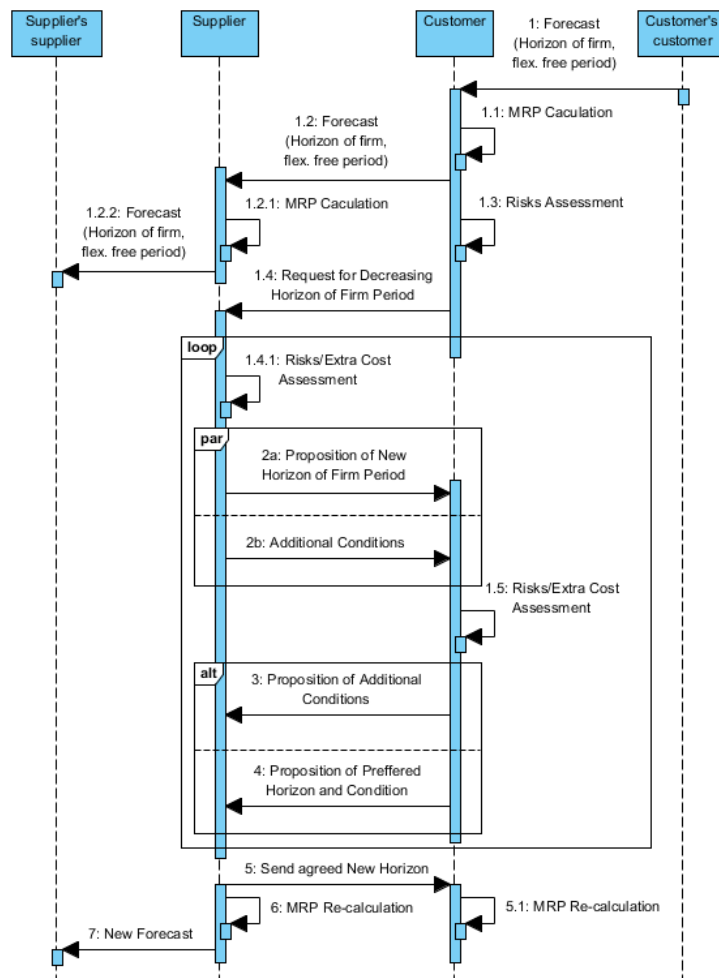 Supplier's
supplier
Supplier
Customer
Customer's
customer
1: Forecast
(Horizon of firm,
flex. free period)
1.1: MRP Caculation
1.2: Forecast
(Horizon of firm,
flex. free period)
1.2.1: MRP Caculation
1.3: Risks Assessment
1.2.2: Forecast
(Horizon of firm,
flex. free period)
1.4: Request for Decreasing
Horizon of Firm Period
loop
1.4.1: Risks/Extra Cost
Assessment
par
2a: Proposition of New
Horizon of Firm Period
2b: Additional Conditions
1.5: Risks/Extra Cost
Assessment
alt
3: Proposition of Additional
Conditions
4: Proposition of Preffered
Horizon and Condition
5: Send agreed New Horizon
6: MRP Re-calculation
5.1: MRP Re-calculation
7: New Forecast